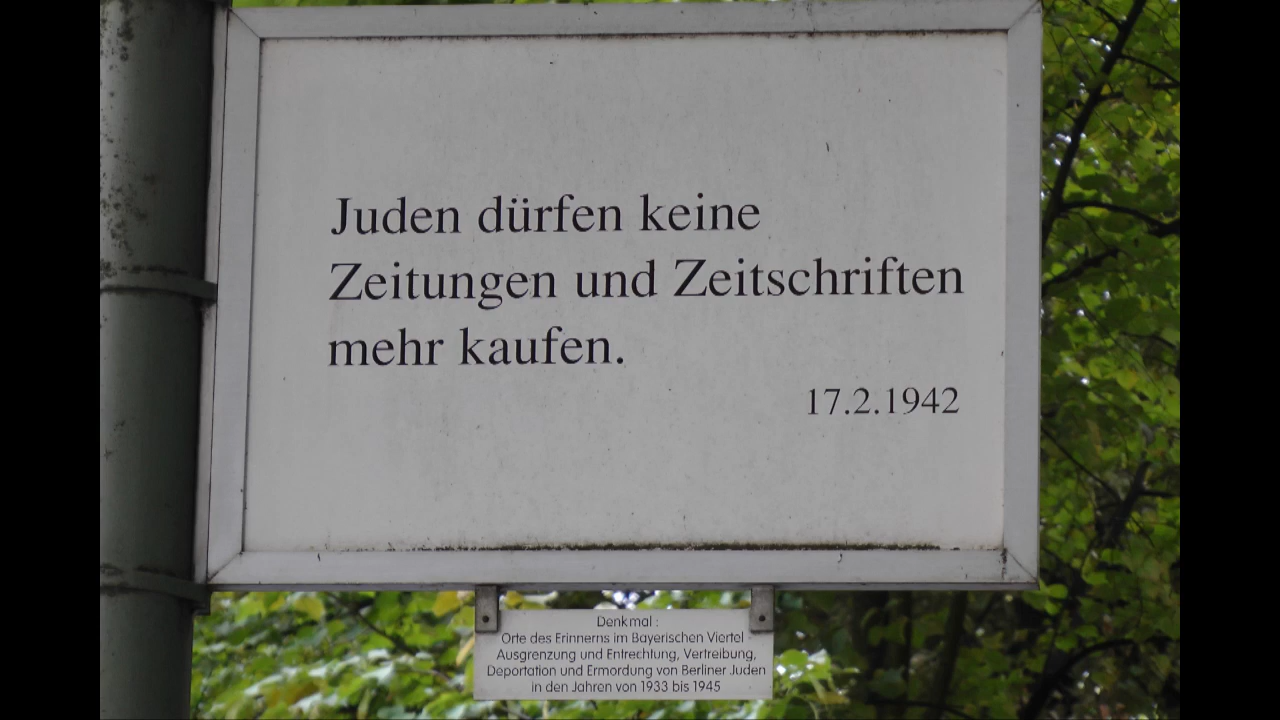 Juden dürfen keine
Zeitungen und Zeitschriften
mehr kaufen.
17.2.1942
Denkmal :
Orte des Erinnerns im Bayerischen Viertel -
Ausgrenzung und Entrechtung, Vertreibung,
Deportation und Ermordung von Berliner Juden
in den Jahren von 1933 bis 1945